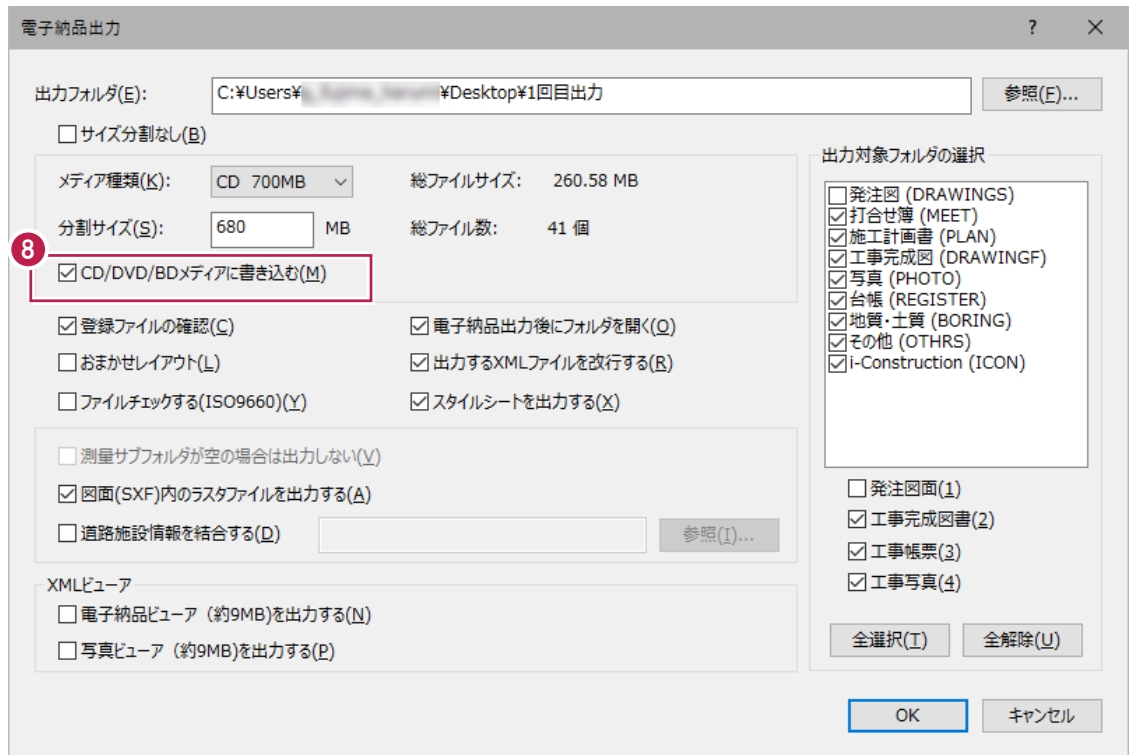 電子納品出力
出力フォルダ(E): C:¥Users¥ ¥Desktop¥1回目出力 参照(F)...
サイズ分割なし(B)
メディア種類(K): CD 700MB 総ファイルサイズ: 260.58 MB
分割サイズ(S): 680 MB 総ファイル数: 41 個
8
CD/DVD/BDメディアに書き込む(M)
登録ファイルの確認(C) 電子納品出力後にフォルダを開く(O)
おまかせレイアウト(L) 出力するXMLファイルを改行する(R)
ファイルチェックする(ISO9660)(Y) スタイルシートを出力する(X)
測量サブフォルダが空の場合は出力しない(V)
図面(SXF)内のラスタファイルを出力する(A)
道路施設情報を結合する(D) 参照(I)...
XMLビューア
電子納品ビューア (約9MB)を出力する(N)
写真ビューア (約9MB)を出力する(P)
出力対象フォルダの選択
発注図 (DRAWINGS)
打合せ簿 (MEET)
施工計画書 (PLAN)
工事完成図 (DRAWINGF)
写真 (PHOTO)
台帳 (REGISTER)
地質・土質 (BORING)
その他 (OTHRS)
i-Construction (ICON)
発注図面(1)
工事完成図書(2)
工事帳票(3)
工事写真(4)
全選択(T) 全解除(U)
OK キャンセル